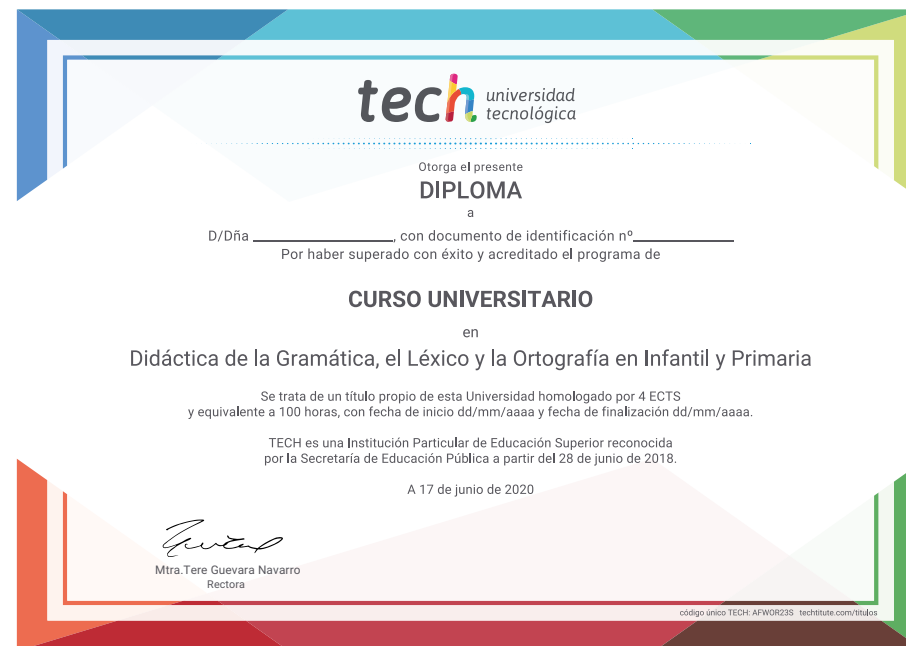 tech universidad
tecnológica
Otorga el presente
DIPLOMA
a
D/Dña ____________________, con documento de identificación nº______________
Por haber superado con éxito y acreditado el programa de
CURSO UNIVERSITARIO
en
Didáctica de la Gramática, el Léxico y la Ortografía en Infantil y Primaria
Se trata de un título propio de esta Universidad homologado por 4 ECTS
y equivalente a 100 horas, con fecha de inicio dd/mm/aaaa y fecha de finalización dd/mm/aaaa.
TECH es una Institución Particular de Educación Superior reconocida
por la Secretaría de Educación Pública a partir del 28 de junio de 2018.
A 17 de junio de 2020
Mtra.Tere Guevara Navarro
Rectora
código único TECH: AFWOR23S techtitute.com/titulos